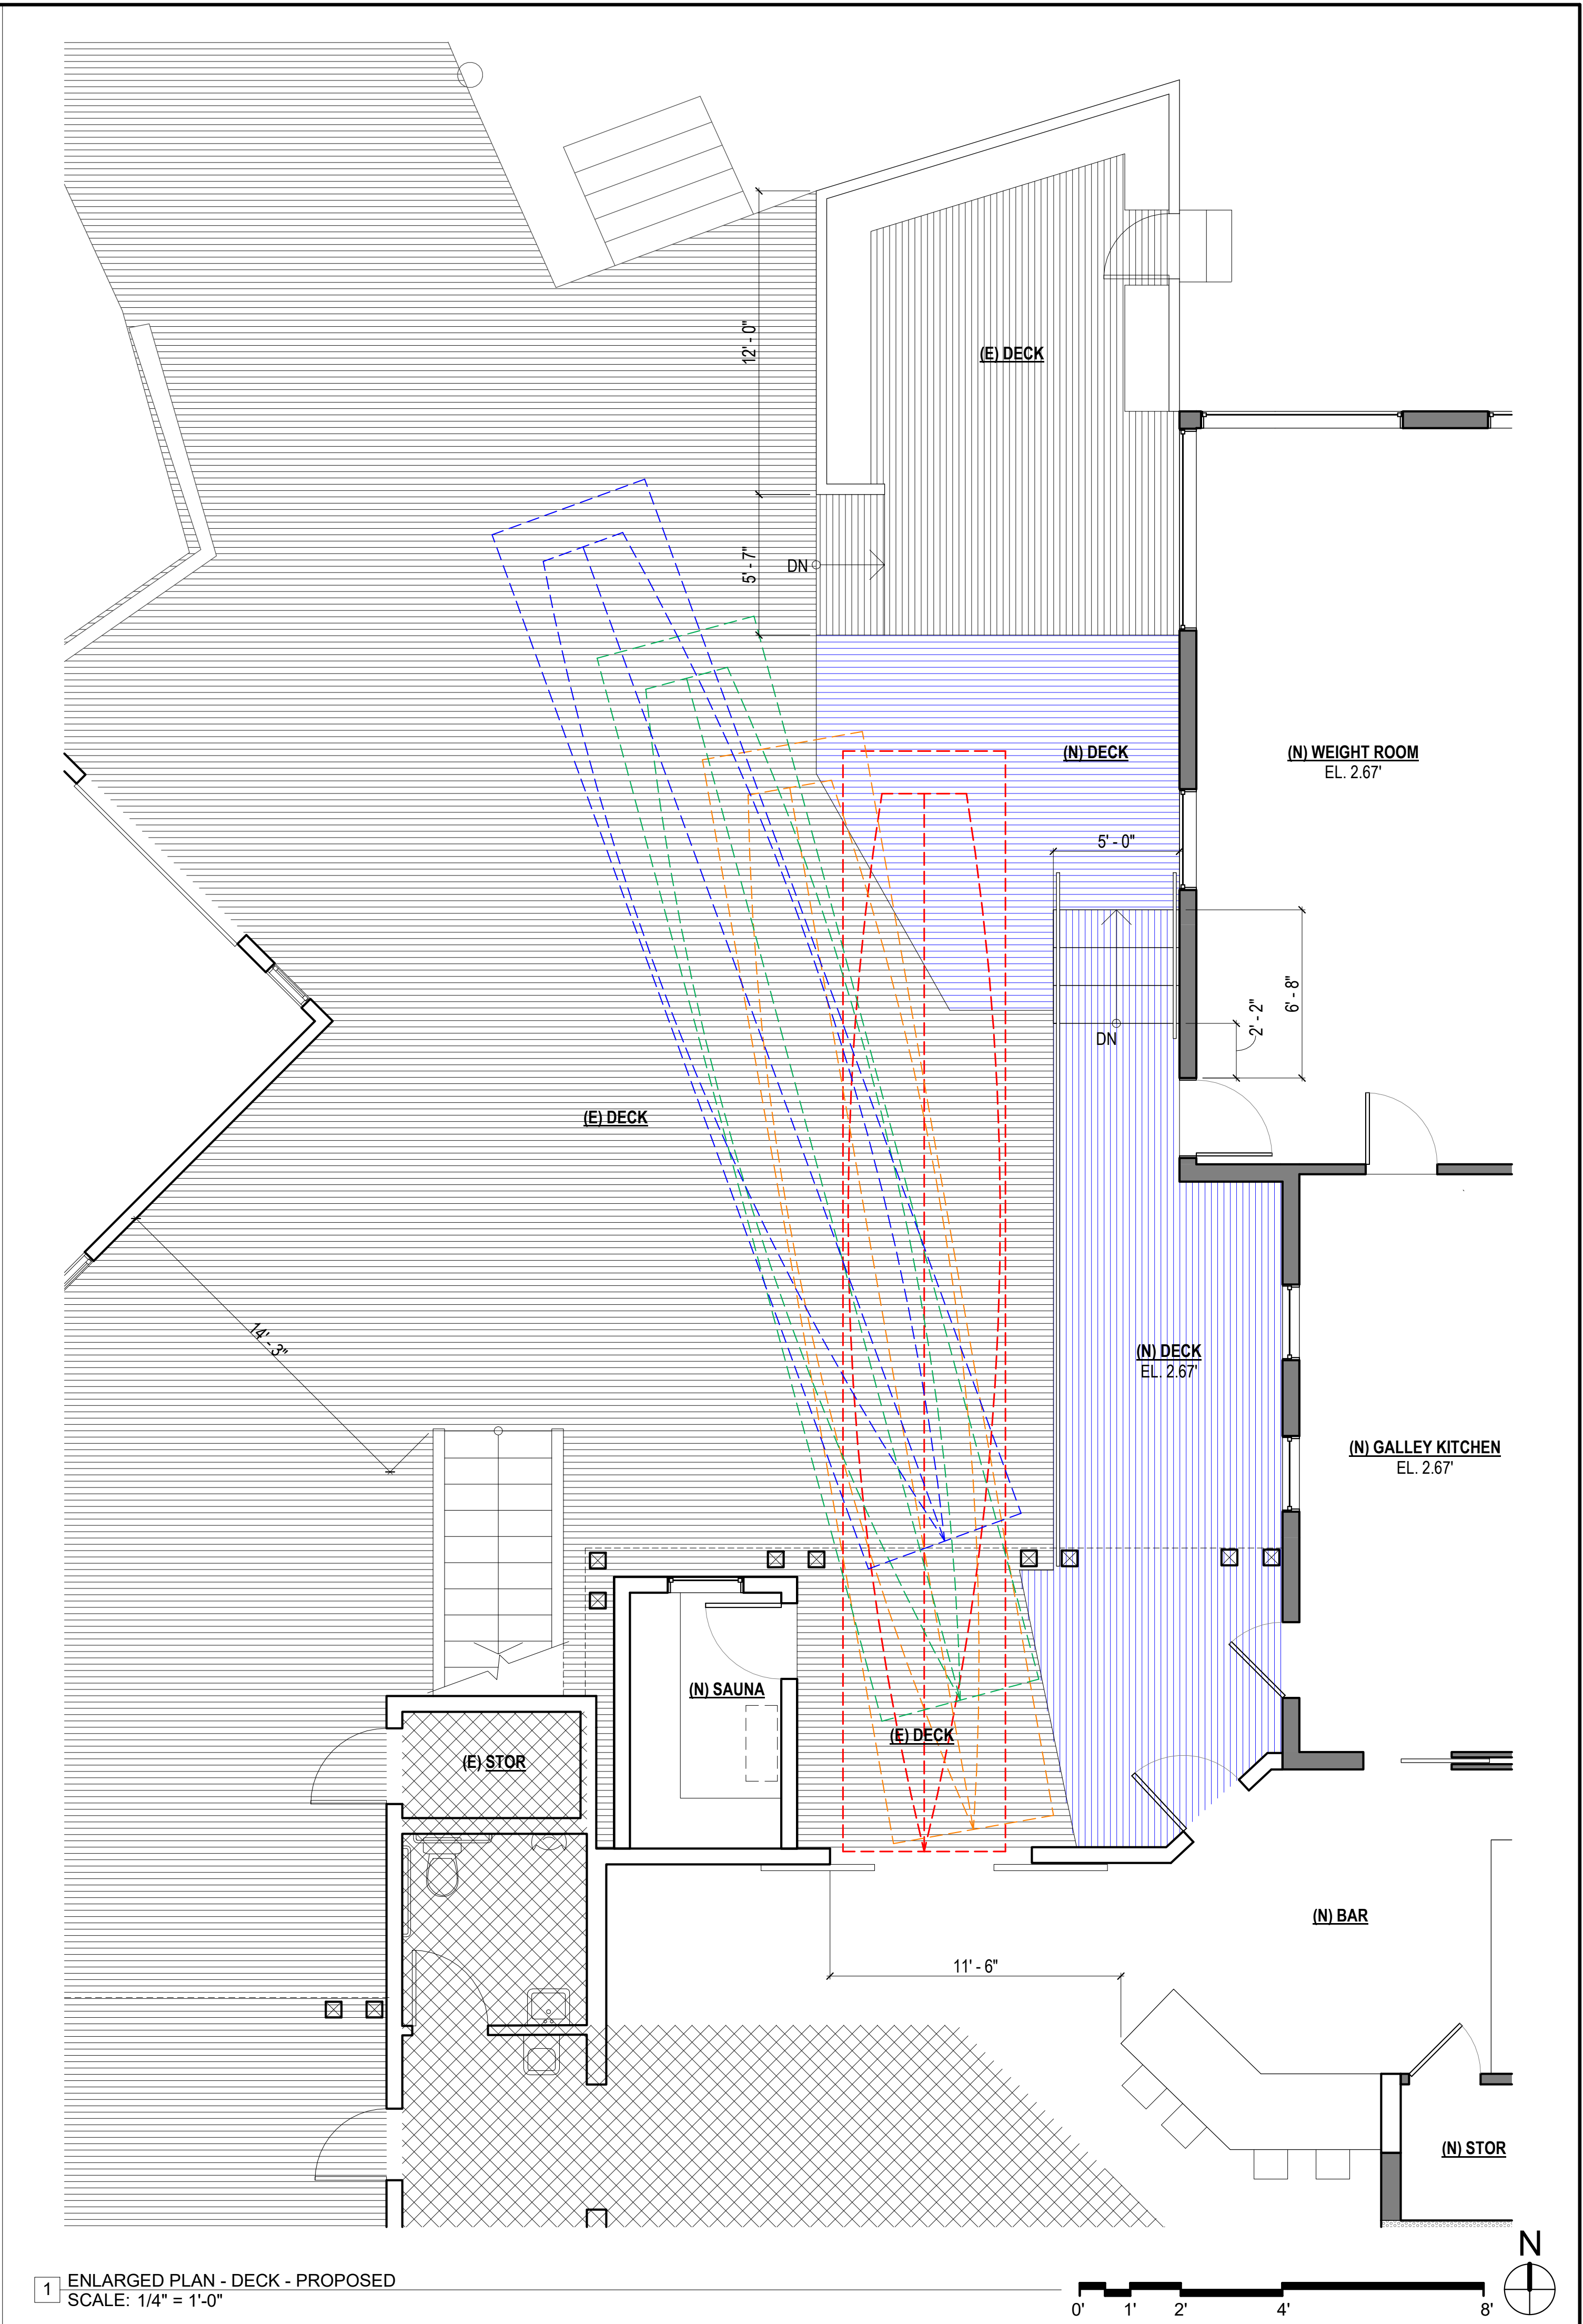 12' - 0"
(E) DECK
5' - 7"
DN
(N) DECK
(N) WEIGHT ROOM
EL. 2.67'
5' - 0"
6' - 8"
2' - 2"
DN
(E) DECK
14' - 3"
(N) DECK
EL. 2.67'
(N) GALLEY KITCHEN
EL. 2.67'
(N) SAUNA
(E) DECK
(E) STOR
(N) BAR
11' - 6"
(N) STOR
N
1 ENLARGED PLAN - DECK - PROPOSED
SCALE: 1/4" = 1'-0"
0' 1' 2' 4' 8'